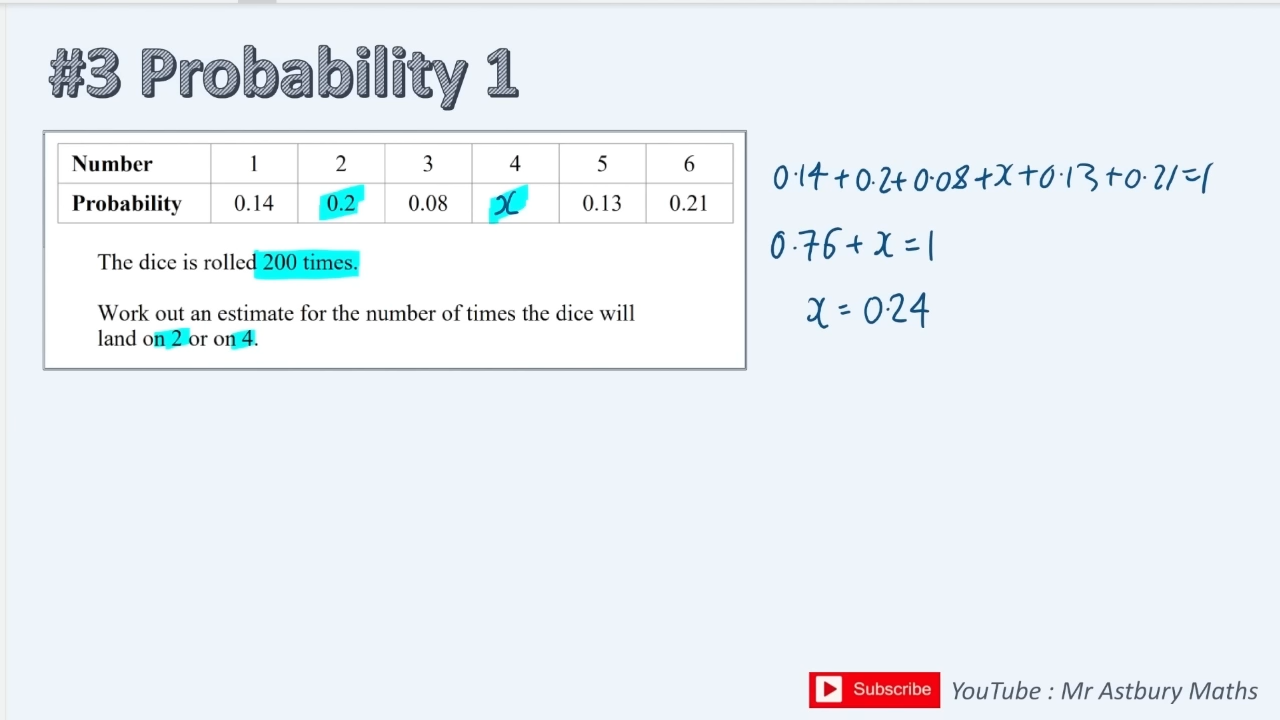 #3 Probability 1
Number 1 2 3 4 5 6
Probability 0.14 0.2 0.08 x 0.13 0.21
The dice is rolled 200 times.
Work out an estimate for the number of times the dice will
land on 2 or on 4.
0.14+0.2+0.08+x+0.13+0.21=1
0.76+x=1
x=0.24
Subscribe YouTube : Mr Astbury Maths